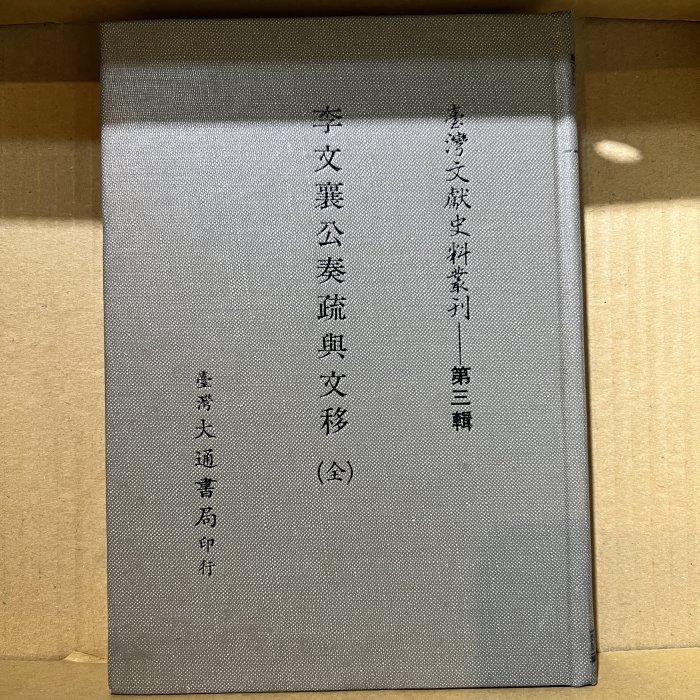 臺灣文獻史料叢刊——第三輯
李文襄公奏疏與文移(全)
臺灣大通書局印行